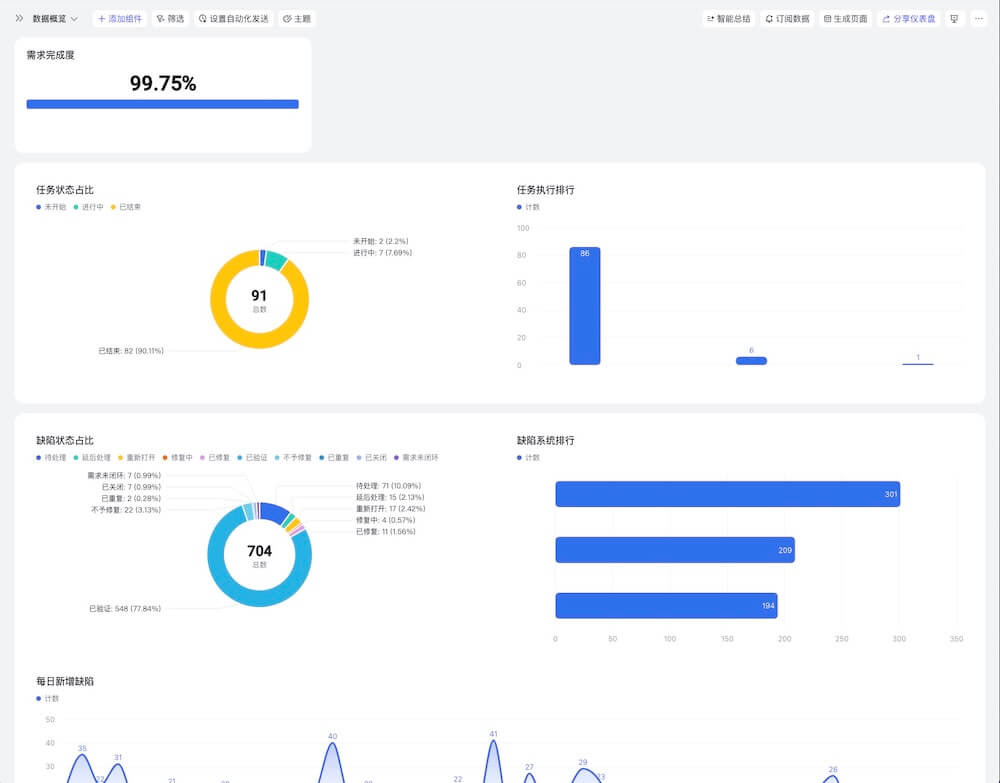 数据概览
添加组件
筛选
设置自动化发送
主题
智能总结
订阅数据
生成页面
分享仪表盘
需求完成度
99.75%
任务状态占比
未开始 进行中 已结束
未开始: 2 (2.2%)
进行中: 7 (7.69%)
91
总数
已结束: 82 (90.11%)
任务执行排行
计数
100
80
60
40
20
0
86
6
1
缺陷状态占比
待处理 延后处理 重新打开 修复中 已修复 已验证 不予修复 已重复 已关闭 需求未闭环
需求未闭环: 7 (0.99%)
已关闭: 7 (0.99%)
已重复: 2 (0.28%)
不予修复: 22 (3.13%)
待处理: 71 (10.09%)
延后处理: 15 (2.13%)
重新打开: 17 (2.42%)
修复中: 4 (0.57%)
已修复: 11 (1.56%)
704
总数
已验证: 548 (77.84%)
缺陷系统排行
计数
301
209
194
0 50 100 150 200 250 300 350
每日新增缺陷
计数
50
40
30
35
31
40
22
41
27
29
23
26